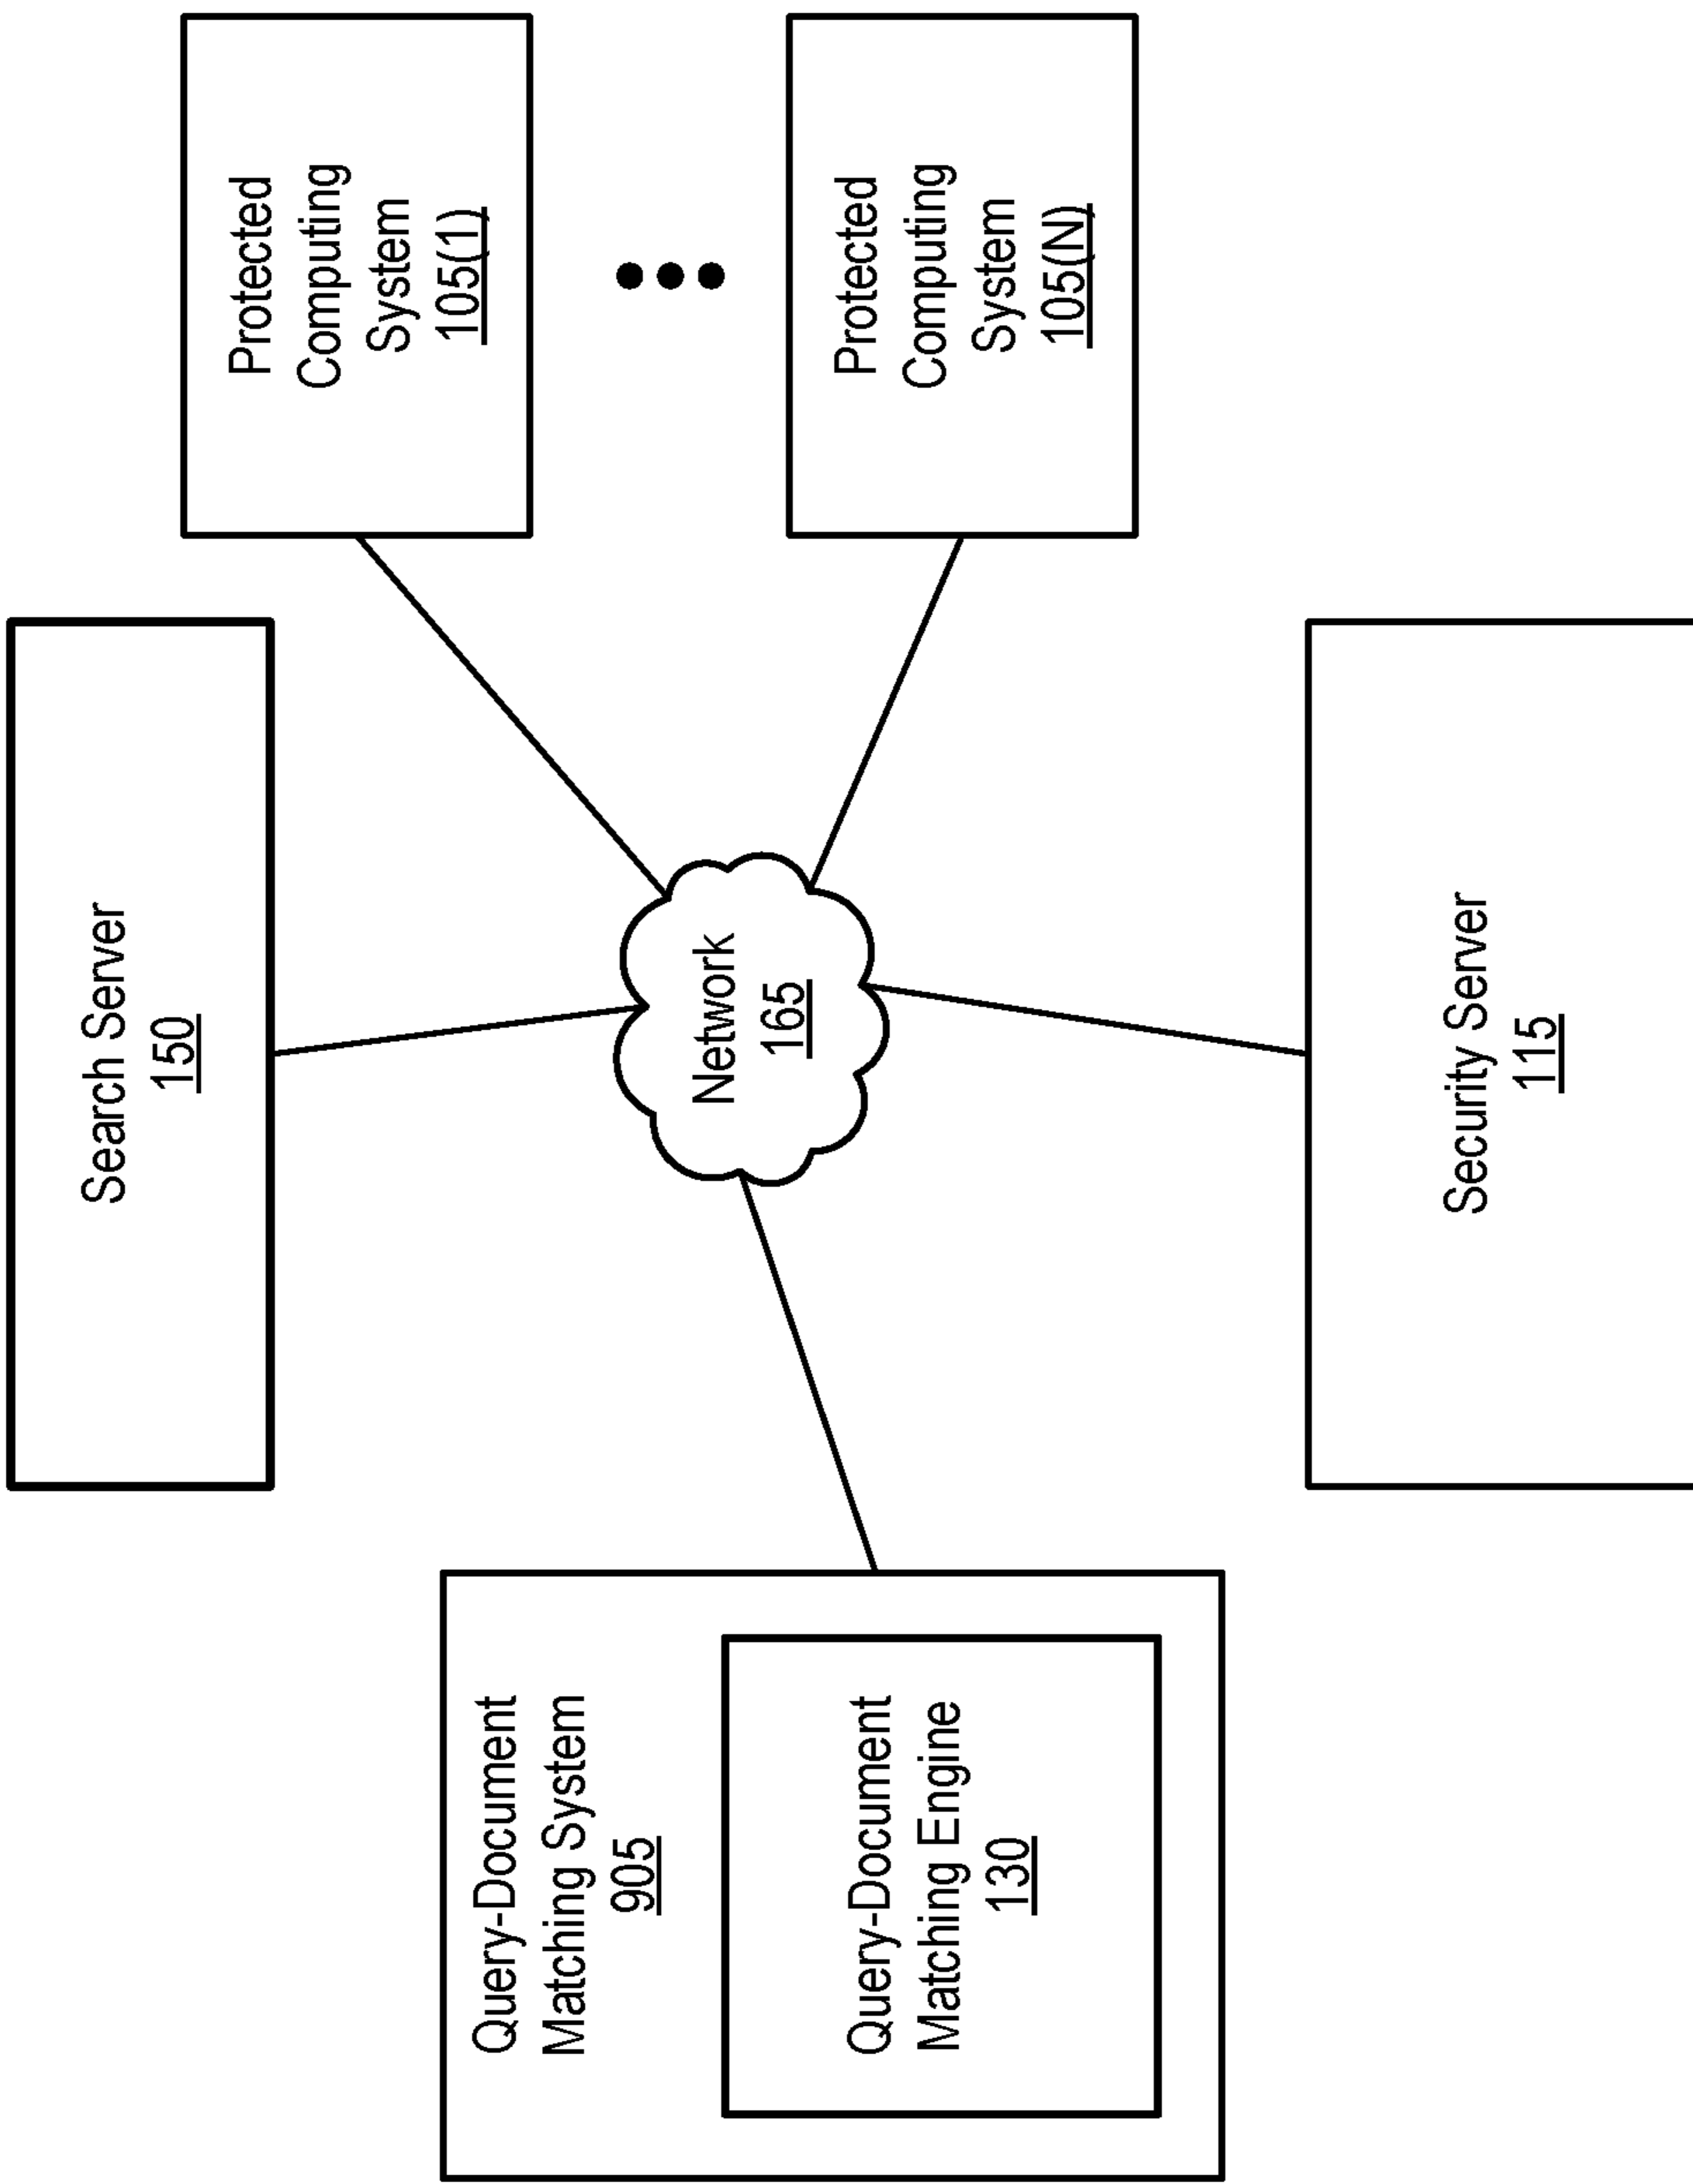 Query-Document
Matching System
905
Query-Document
Matching Engine
130
Search Server
150
Network
165
Security Server
115
Protected
Computing
System
105(1)
Protected
Computing
System
105(N)